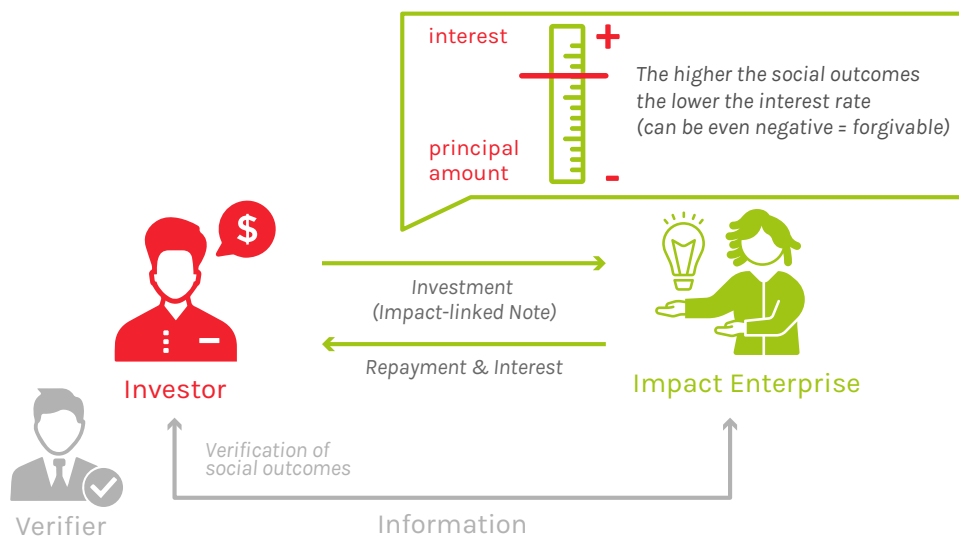 interest
+
The higher the social outcomes
the lower the interest rate
(can be even negative = forgivable)
principal
amount
-
$
Investment
(Impact-linked Note)
Repayment & Interest
Investor
Impact Enterprise
Verification of
social outcomes
Verifier
Information